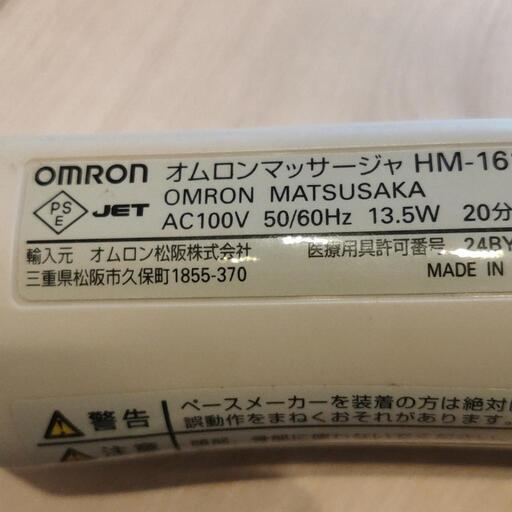 OMRON オムロンマッサージャ HM-16
OMRON MATSUSAKA
PS
E
JET
AC100V 50/60Hz 13.5W 20分
輸入元 オムロン松阪株式会社 医療用具許可番号 24BY
三重県松阪市久保町1855-370 MADE IN
警告 ペースメーカーを装着の方は絶対
誤動作をまねくおそれがあります。
注意